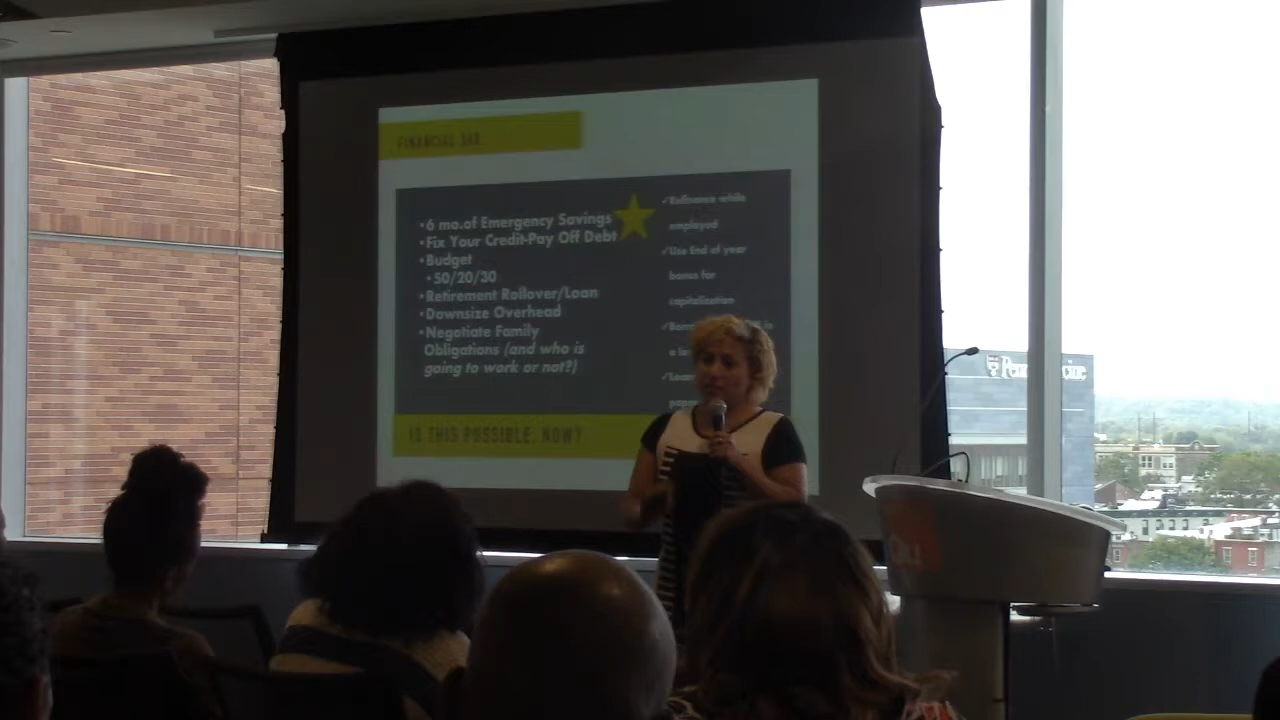 FINANCIAL
•6 mo.of Emergency Savings
•Fix Your Credit-Pay Off Debt
•Budget
•50/20/30
•Retirement Rollover/Loan
•Downsize Overhead
•Negotiate Family
Obligations (and who is
going to work or not?)
✓Refinance while
employed
✓Use End of year
bonus for
capitalization
IS THIS POSSIBLE, NOW?